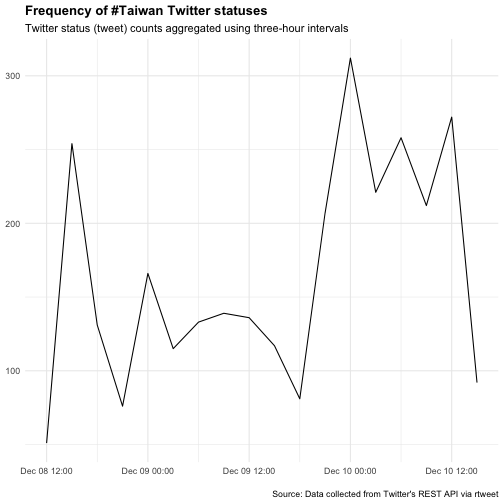 Frequency of #Taiwan Twitter statuses
Twitter status (tweet) counts aggregated using three-hour intervals
300
200
100
Dec 08 12:00 Dec 09 00:00 Dec 09 12:00 Dec 10 00:00 Dec 10 12:00
Source: Data collected from Twitter's REST API via rtweet